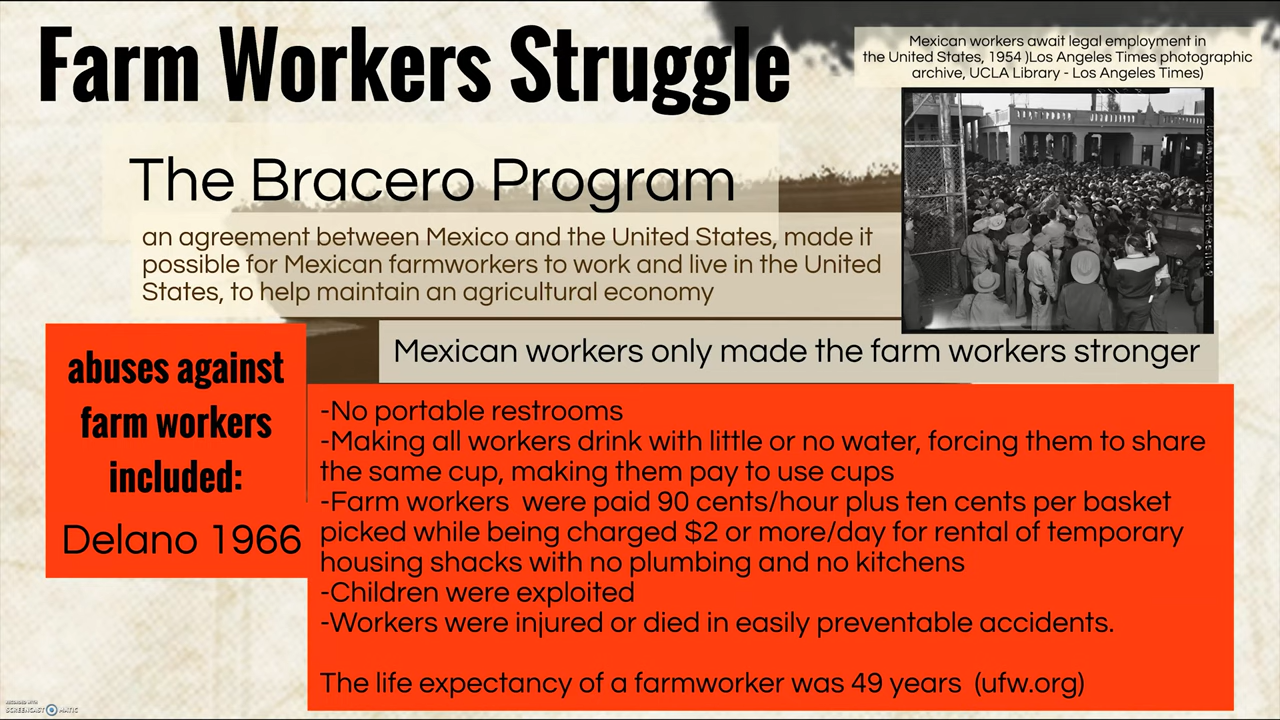 Farm Workers Struggle
Mexican workers await legal employment in
the United States, 1954 )Los Angeles Times photographic
archive, UCLA Library - Los Angeles Times)
The Bracero Program
an agreement between Mexico and the United States, made it
possible for Mexican farmworkers to work and live in the United
States, to help maintain an agricultural economy
Mexican workers only made the farm workers stronger
abuses against
farm workers
included:
Delano 1966
-No portable restrooms
-Making all workers drink with little or no water, forcing them to share
the same cup, making them pay to use cups
-Farm workers  were paid 90 cents/hour plus ten cents per basket
picked while being charged $2 or more/day for rental of temporary
housing shacks with no plumbing and no kitchens
-Children were exploited
-Workers were injured or died in easily preventable accidents.
The life expectancy of a farmworker was 49 years  (ufw.org)
RECORDED WITH
SCREENCAST MATIC